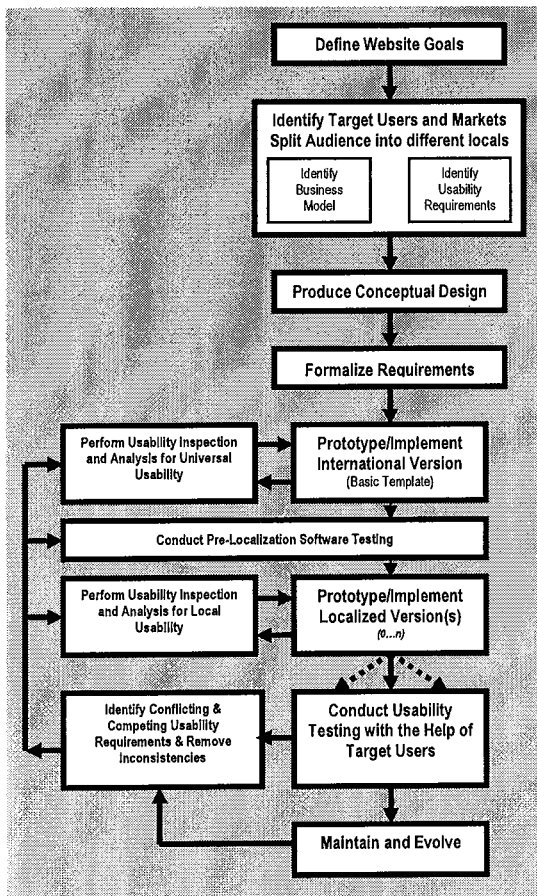 Define Website Goals
Identify Target Users and Markets
Split Audience into different locals
Identify
Business
Model
Identify
Usability
Requirements
Produce Conceptual Design
Formalize Requirements
Perform Usability Inspection
and Analysis for Universal
Usability
Prototype/Implement
International Version
(Basic Template)
Conduct Pre-Localization Software Testing
Perform Usability Inspection
and Analysis for Local
Usability
Prototype/Implement
Localized Version(s)
(0...n)
Identify Conflicting &
Competing Usability
Requirements & Remove
Inconsistencies
Conduct Usability
Testing with the Help of
Target Users
Maintain and Evolve